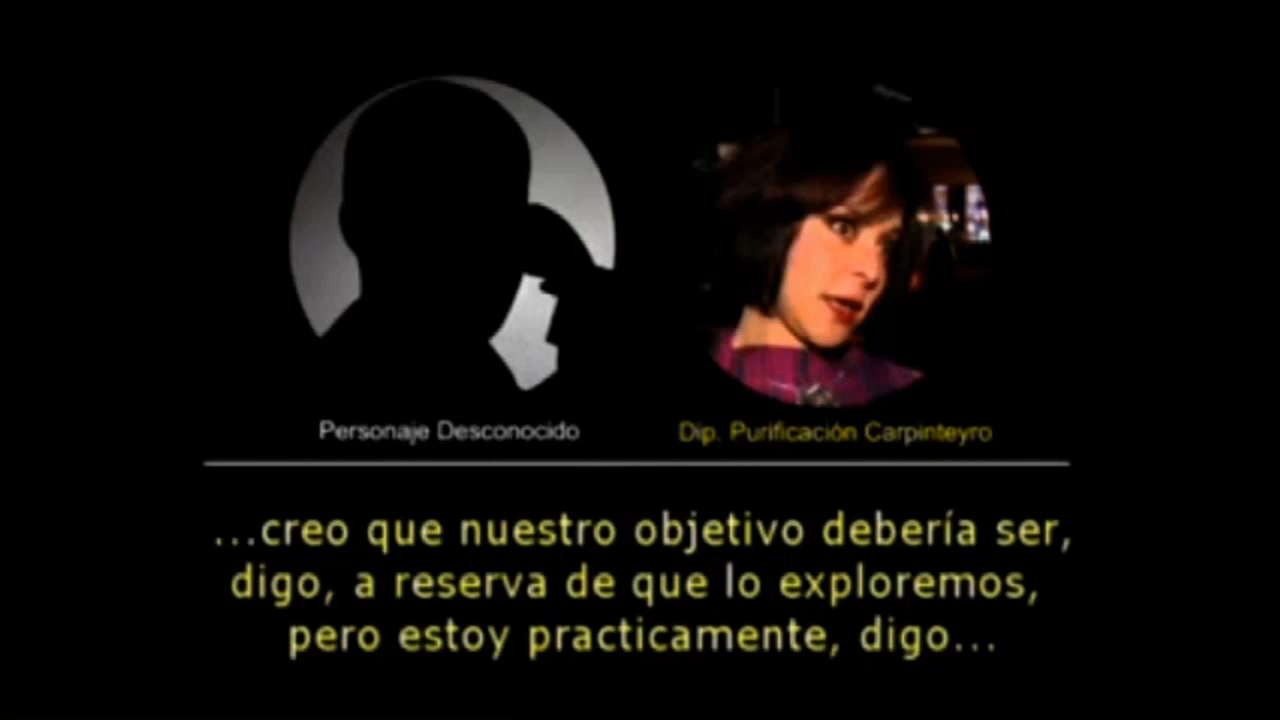 Personaje Desconocido
Dip. Purificación Carpinteyro
...creo que nuestro objetivo debería ser,
digo, a reserva de que lo exploremos,
pero estoy practicamente, digo...